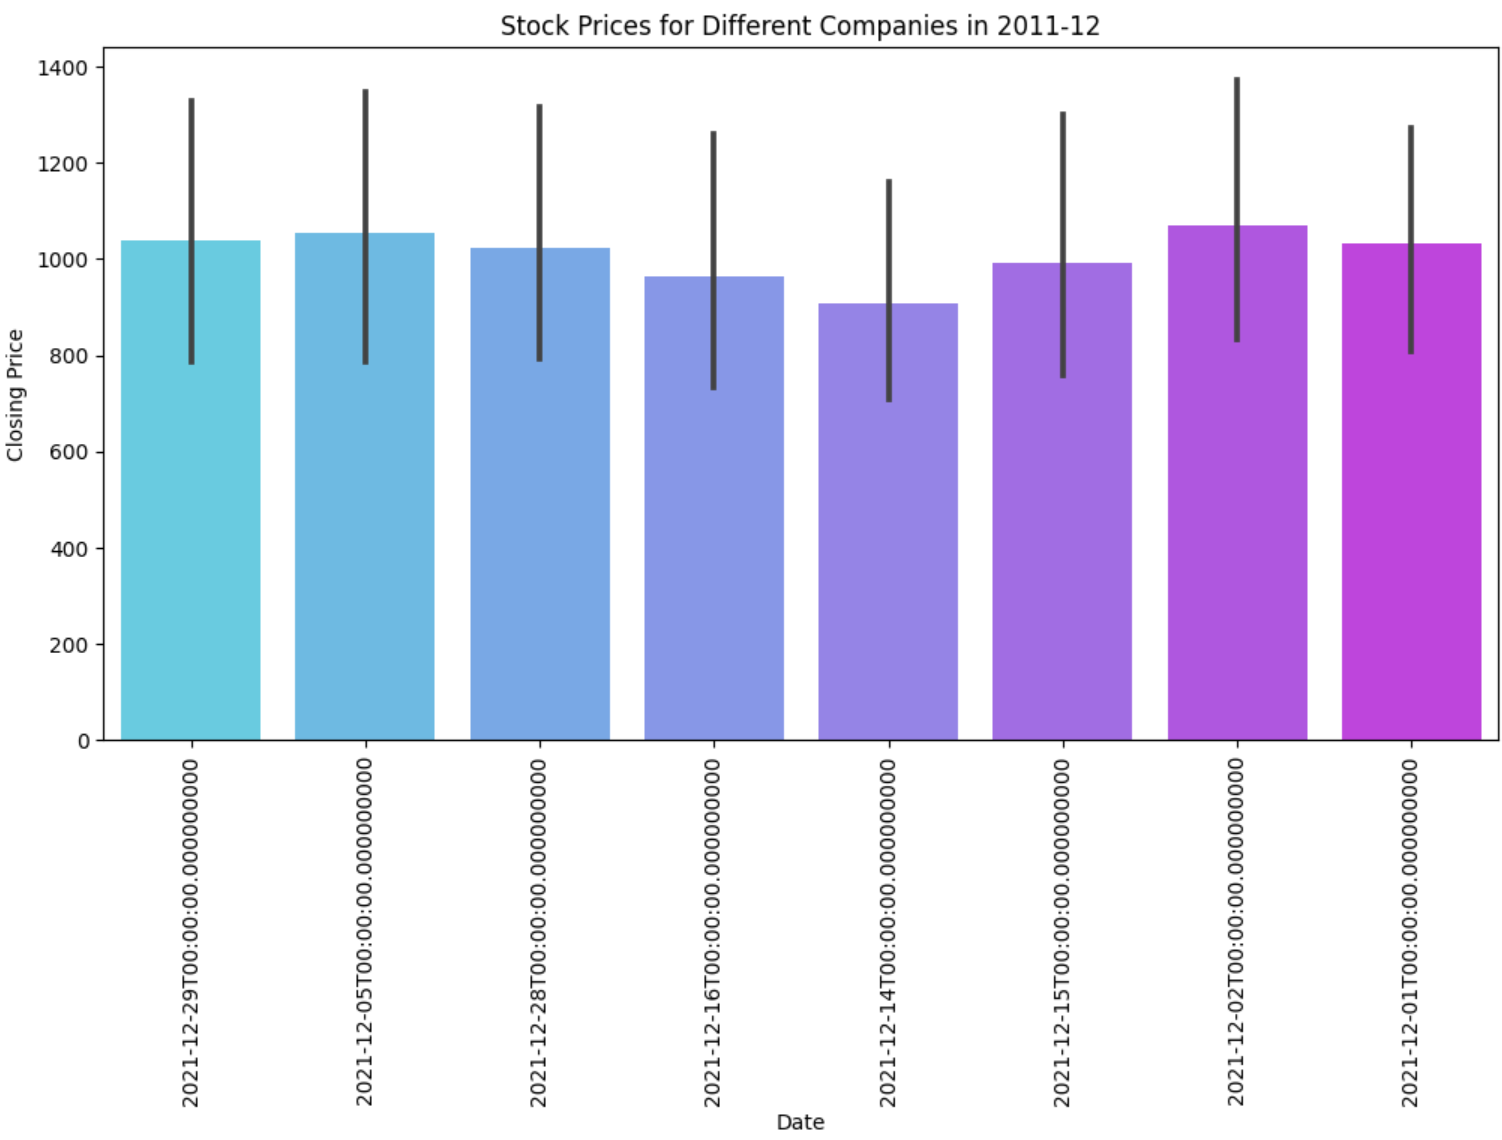 Stock Prices for Different Companies in 2011-12
Closing Price
1400
1200
1000
800
600
400
200
0
2021-12-29T00:00:00.000000000
2021-12-05T00:00:00.000000000
2021-12-28T00:00:00.000000000
2021-12-16T00:00:00.000000000
2021-12-14T00:00:00.000000000
2021-12-15T00:00:00.000000000
2021-12-02T00:00:00.000000000
2021-12-01T00:00:00.000000000
Date